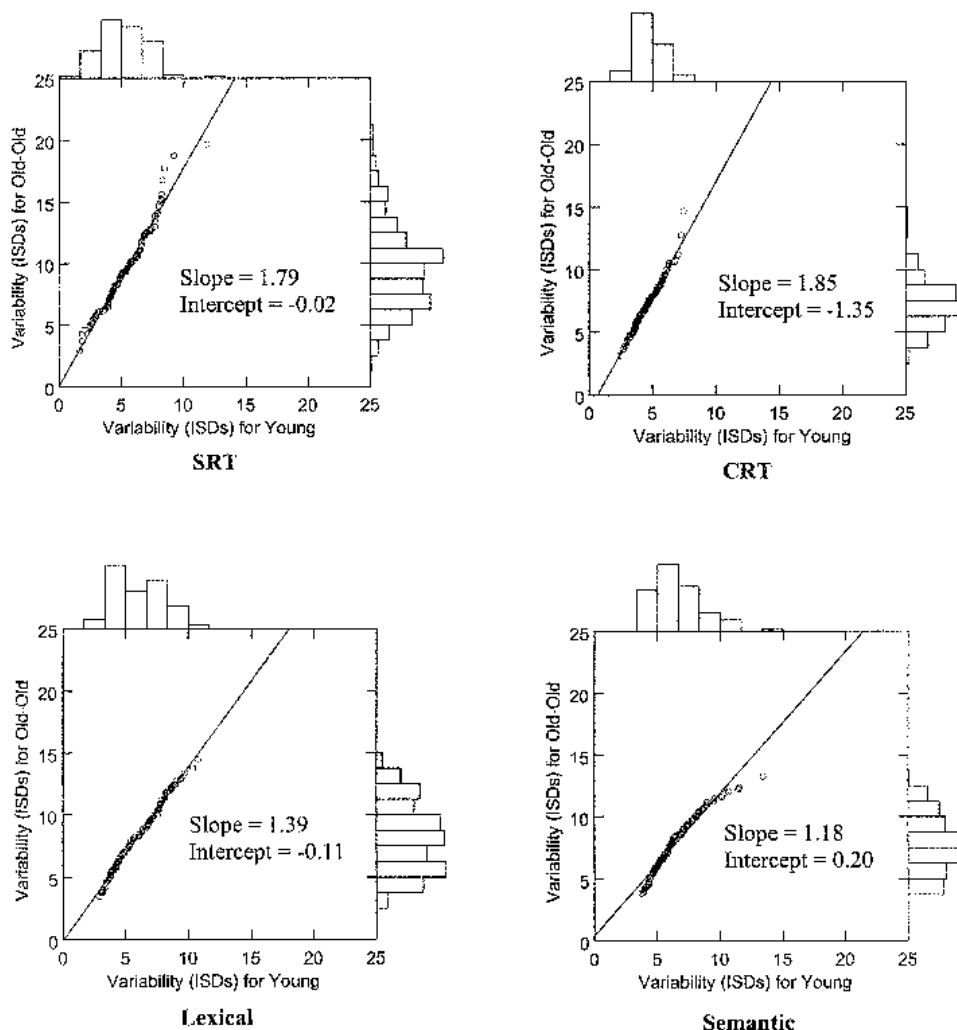 25
20
15
10
5
0
Variability (ISDs) for Old-Old
Slope = 1.79
Intercept = -0.02
0 5 10 15 20 25
Variability (ISDs) for Young
SRT
25
20
15
10
5
0
Variability (ISDs) for Old-Old
Slope = 1.85
Intercept = -1.35
0 5 10 15 20 25
Variability (ISDs) for Young
CRT
25
20
15
10
5
0
Variability (ISDs) for Old-Old
Slope = 1.39
Intercept = -0.11
0 5 10 15 20 25
Variability (ISDs) for Young
Lexical
25
20
15
10
5
0
Variability (ISDs) for Old-Old
Slope = 1.18
Intercept = 0.20
0 5 10 15 20 25
Variability (ISDs) for Young
Semantic